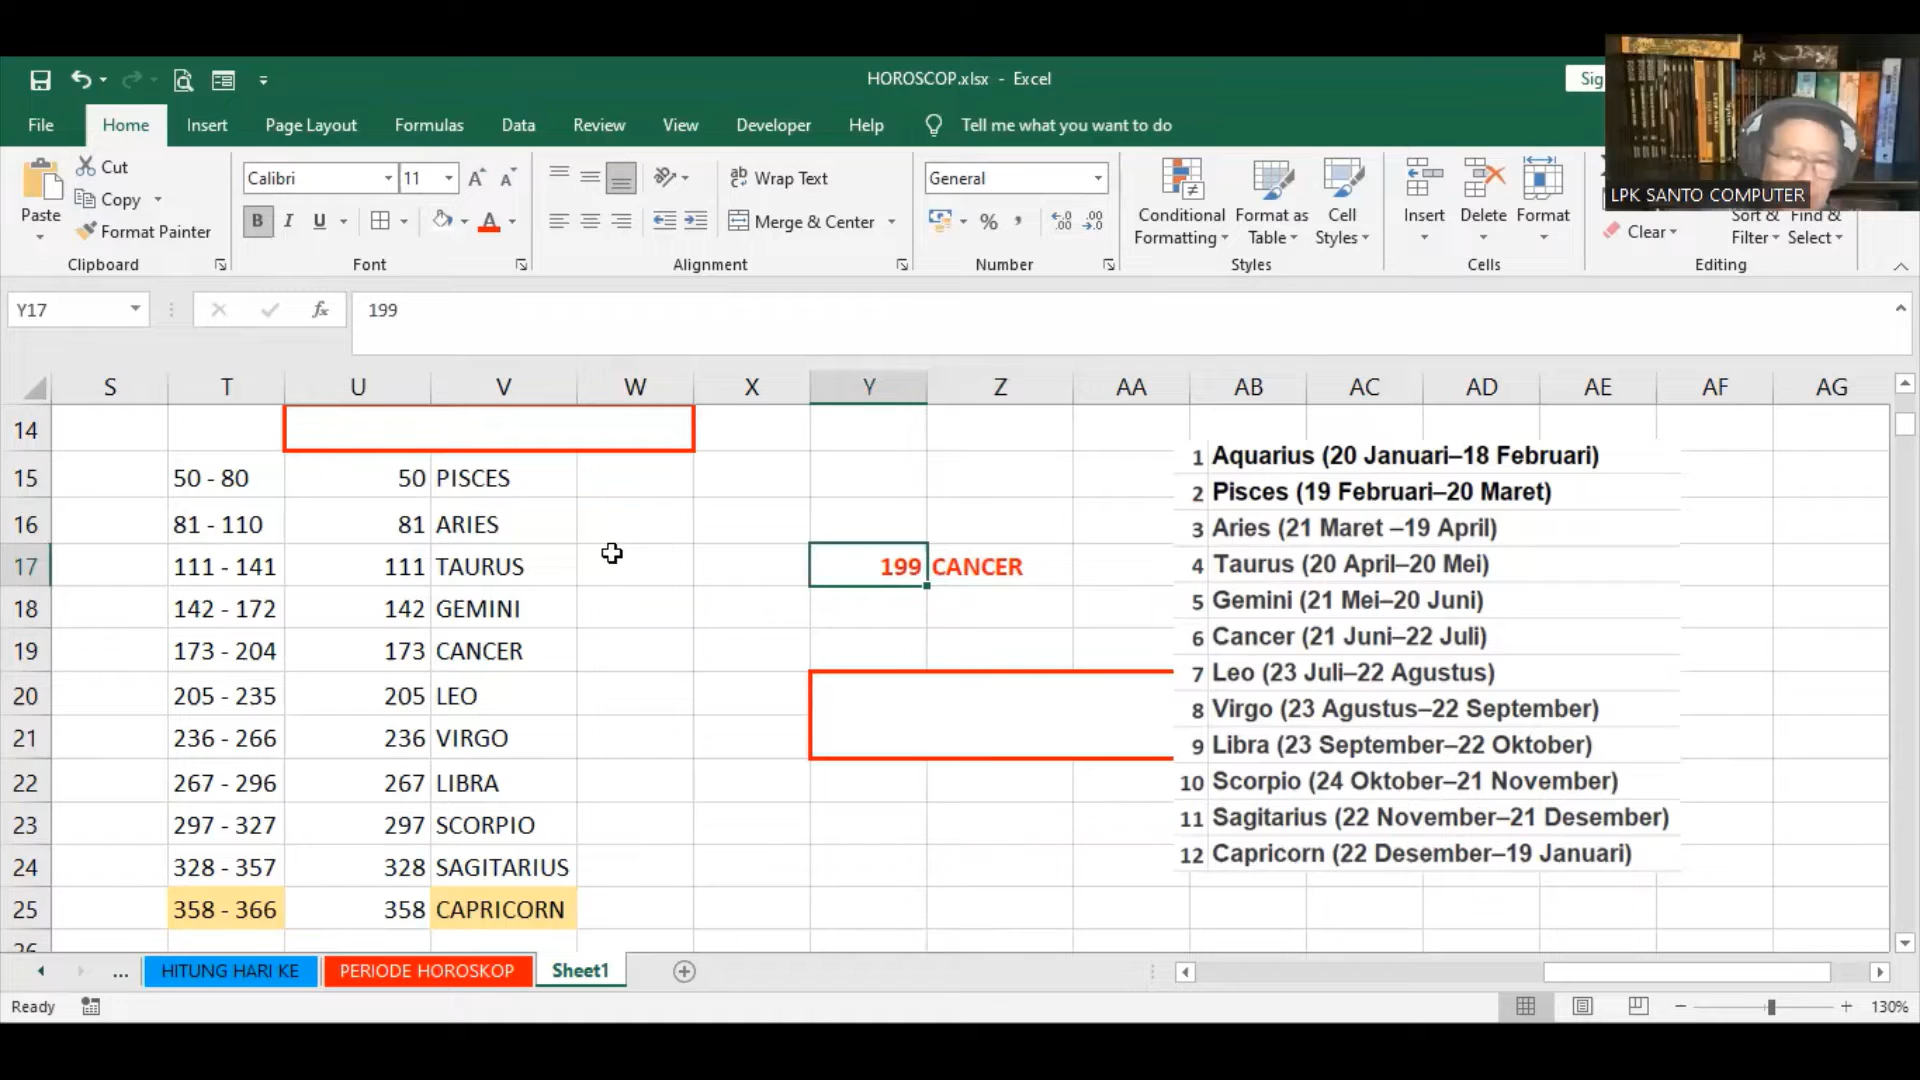 HOROSCOP.xlsx - Excel
Sig
File Home Insert Page Layout Formulas Data Review View Developer Help Tell me what you want to do
Paste
Cut
Copy
Format Painter
Clipboard
Calibri 11
B I U
Font
Wrap Text
Merge & Center
Alignment
General
Number
Conditional Formatting
Format as Table
Cell Styles
Styles
Insert
Delete
Format
Cells
Clear
Sort & Filter
Find & Select
Editing
LPK SANTO COMPUTER
Y17 fx 199
S T U V W X Y Z AA AB AC AD AE AF AG
14
15 50 - 80 50 PISCES
16 81 - 110 81 ARIES
17 111 - 141 111 TAURUS 199 CANCER
18 142 - 172 142 GEMINI
19 173 - 204 173 CANCER
20 205 - 235 205 LEO
21 236 - 266 236 VIRGO
22 267 - 296 267 LIBRA
23 297 - 327 297 SCORPIO
24 328 - 357 328 SAGITARIUS
25 358 - 366 358 CAPRICORN
26
1 Aquarius (20 Januari–18 Februari)
2 Pisces (19 Februari–20 Maret)
3 Aries (21 Maret –19 April)
4 Taurus (20 April–20 Mei)
5 Gemini (21 Mei–20 Juni)
6 Cancer (21 Juni–22 Juli)
7 Leo (23 Juli–22 Agustus)
8 Virgo (23 Agustus–22 September)
9 Libra (23 September–22 Oktober)
10 Scorpio (24 Oktober–21 November)
11 Sagitarius (22 November–21 Desember)
12 Capricorn (22 Desember–19 Januari)
... HITUNG HARI KE PERIODE HOROSKOP Sheet1
Ready 130%